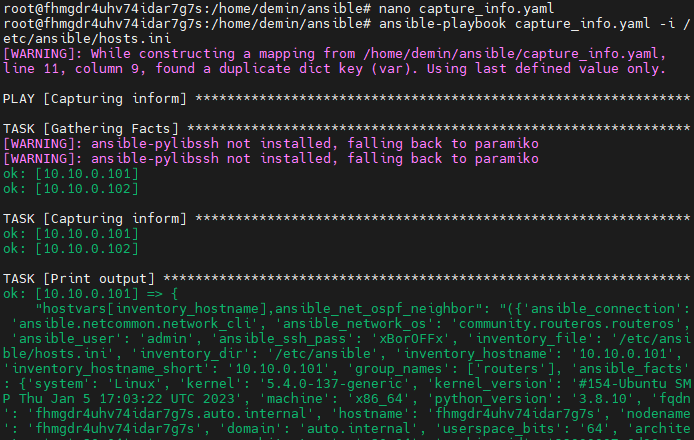 root@fhmgdr4uhv74idar7g7s:/home/demin/ansible# nano capture_info.yaml
root@fhmgdr4uhv74idar7g7s:/home/demin/ansible# ansible-playbook capture_info.yaml -i /
etc/ansible/hosts.ini
[WARNING]: While constructing a mapping from /home/demin/ansible/capture_info.yaml,
line 11, column 9, found a duplicate dict key (var). Using last defined value only.
PLAY [Capturing inform] *************************************************************
TASK [Gathering Facts] **************************************************************
[WARNING]: ansible-pylibssh not installed, falling back to paramiko
[WARNING]: ansible-pylibssh not installed, falling back to paramiko
ok: [10.10.0.101]
ok: [10.10.0.102]
TASK [Capturing inform] *************************************************************
ok: [10.10.0.101]
ok: [10.10.0.102]
TASK [Print output] *****************************************************************
ok: [10.10.0.101] => {
"hostvars[inventory_hostname],ansible_net_ospf_neighbor": "({'ansible_connection':
'ansible.netcommon.network_cli', 'ansible_network_os': 'community.routeros.routeros',
'ansible_user': 'admin', 'ansible_ssh_pass': 'xBorOFFx', 'inventory_file': '/etc/ansi
ble/hosts.ini', 'inventory_dir': '/etc/ansible', 'inventory_hostname': '10.10.0.101',
'inventory_hostname_short': '10.10.0.101', 'group_names': ['routers'], 'ansible_facts'
: {'system': 'Linux', 'kernel': '5.4.0-137-generic', 'kernel_version': '#154-Ubuntu SM
P Thu Jan 5 17:03:22 UTC 2023', 'machine': 'x86_64', 'python_version': '3.8.10', 'fqdn
': 'fhmgdr4uhv74idar7g7s.auto.internal', 'hostname': 'fhmgdr4uhv74idar7g7s', 'nodename
': 'fhmgdr4uhv74idar7g7s', 'domain': 'auto.internal', 'userspace_bits': '64', 'archite